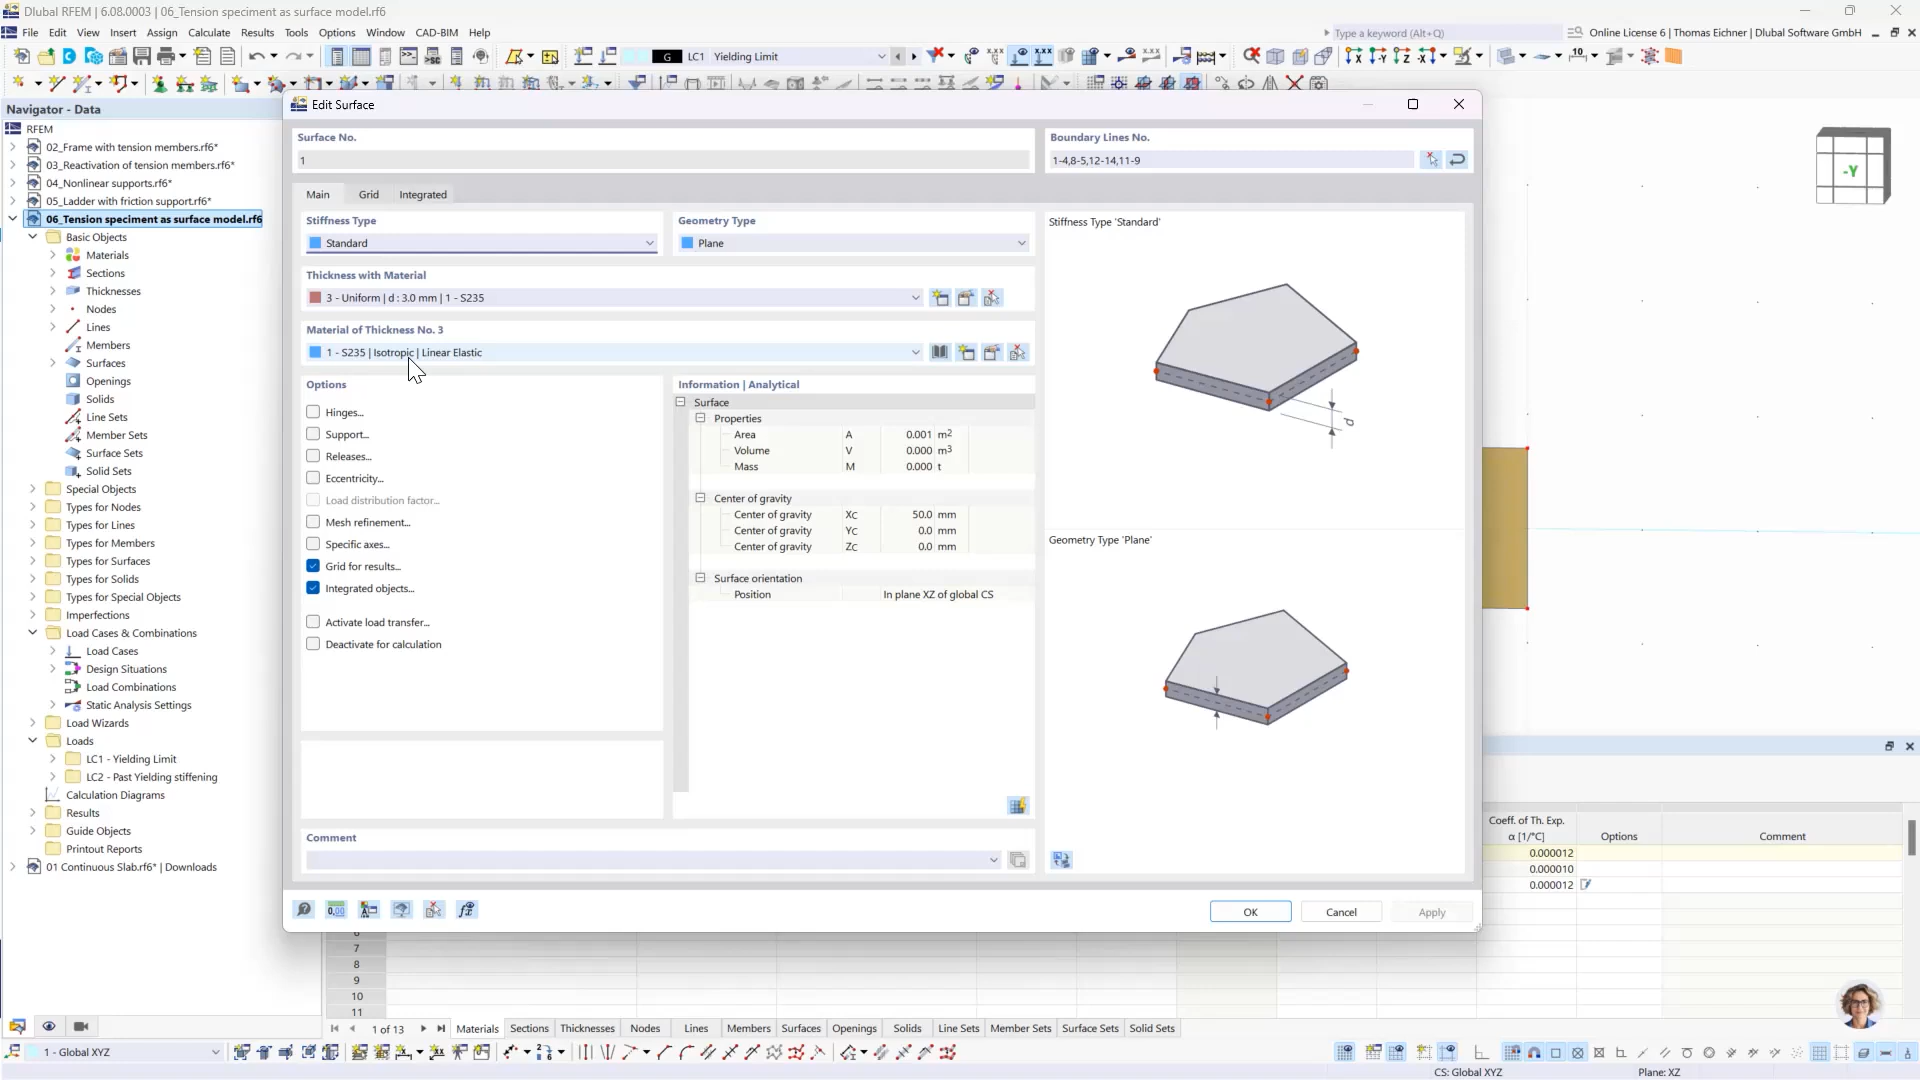 Dlubal RFEM | 6.08.0003 | 06_Tension speciment as surface model.rf6
File Edit View Insert Assign Calculate Results Tools Options Window CAD-BIM Help
Type a keyword (Alt+Q)
Online License 6 | Thomas Eichner | Dlubal Software GmbH
G LC1 Yielding Limit
Navigator - Data
RFEM
02_Frame with tension members.rf6*
03_Reactivation of tension members.rf6*
04_Nonlinear supports.rf6*
05_Ladder with friction support.rf6*
06_Tension speciment as surface model.rf6
Basic Objects
Materials
Sections
Thicknesses
Nodes
Lines
Members
Surfaces
Openings
Solids
Line Sets
Member Sets
Surface Sets
Solid Sets
Special Objects
Types for Nodes
Types for Lines
Types for Members
Types for Surfaces
Types for Solids
Types for Special Objects
Imperfections
Load Cases & Combinations
Load Cases
Design Situations
Load Combinations
Static Analysis Settings
Load Wizards
Loads
LC1 - Yielding Limit
LC2 - Past Yielding stiffening
Calculation Diagrams
Results
Guide Objects
Printout Reports
01 Continuous Slab.rf6* | Downloads
Edit Surface
Surface No.
1
Boundary Lines No.
1-4,8-5,12-14,11-9
Main Grid Integrated
Stiffness Type
Standard
Geometry Type
Plane
Thickness with Material
3 - Uniform | d : 3.0 mm | 1 - S235
Material of Thickness No. 3
1 - S235 | Isotropic | Linear Elastic
Options
Hinges...
Support...
Releases...
Eccentricity...
Load distribution factor...
Mesh refinement...
Specific axes...
Grid for results...
Integrated objects...
Activate load transfer...
Deactivate for calculation
Information | Analytical
Surface
Properties
Area A 0.001 m2
Volume V 0.000 m3
Mass M 0.000 t
Center of gravity
Center of gravity XC 50.0 mm
Center of gravity YC 0.0 mm
Center of gravity ZC 0.0 mm
Surface orientation
Position In plane XZ of global CS
Stiffness Type 'Standard'
d
Geometry Type 'Plane'
Comment
OK Cancel Apply
-Y
Coeff. of Th. Exp.
α [1/°C] Options Comment
0.000012
0.000010
0.000012
6
7
8
9
10
11
1 of 13 Materials Sections Thicknesses Nodes Lines Members Surfaces Openings Solids Line Sets Member Sets Surface Sets Solid Sets
1 - Global XYZ
CS: Global XYZ Plane: XZ